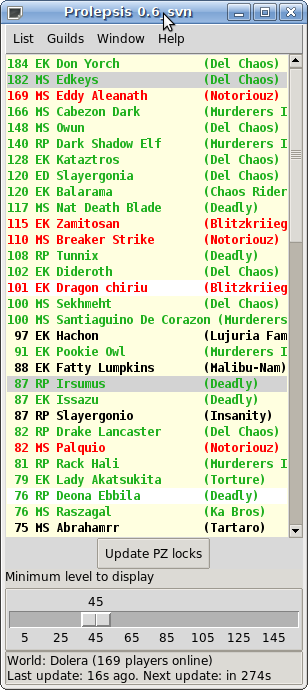 Prolepsis 0.6 svn
List Guilds Window Help
184 EK Don Yorch (Del Chaos)
182 MS Edkeys (Del Chaos)
169 MS Eddy Aleanath (Notoriouz)
166 MS Cabezon Dark (Murderers I
148 MS Owun (Del Chaos)
140 RP Dark Shadow Elf (Murderers I
128 EK Kataztros (Del Chaos)
120 ED Slayergonia (Del Chaos)
120 EK Balarama (Chaos Rider
117 MS Nat Death Blade (Deadly)
115 EK Zamitosan (Blitzkriieg
110 MS Breaker Strike (Notoriouz)
108 RP Tunnix (Deadly)
102 EK Dideroth (Del Chaos)
101 EK Dragon chiriu (Blitzkriieg
100 MS Sekhmeht (Del Chaos)
100 MS Santiaguino De Corazon (Murderers
97 EK Hachon (Lujuria Fam
91 EK Pookie Owl (Murderers I
88 EK Fatty Lumpkins (Malibu-Nam)
87 RP Irsumus (Deadly)
87 EK Issazu (Deadly)
87 RP Slayergonio (Insanity)
82 RP Drake Lancaster (Del Chaos)
82 MS Palquio (Notoriouz)
81 RP Rack Hali (Murderers I
79 EK Lady Akatsukita (Torture)
76 RP Deona Ebbila (Deadly)
76 MS Raszagal (Ka Bros)
75 MS Abrahamrr (Tartaro)
Update PZ locks
Minimum level to display
45
5 25 45 65 85 105 125 145
World: Dolera (169 players online)
Last update: 16s ago. Next update: in 274s